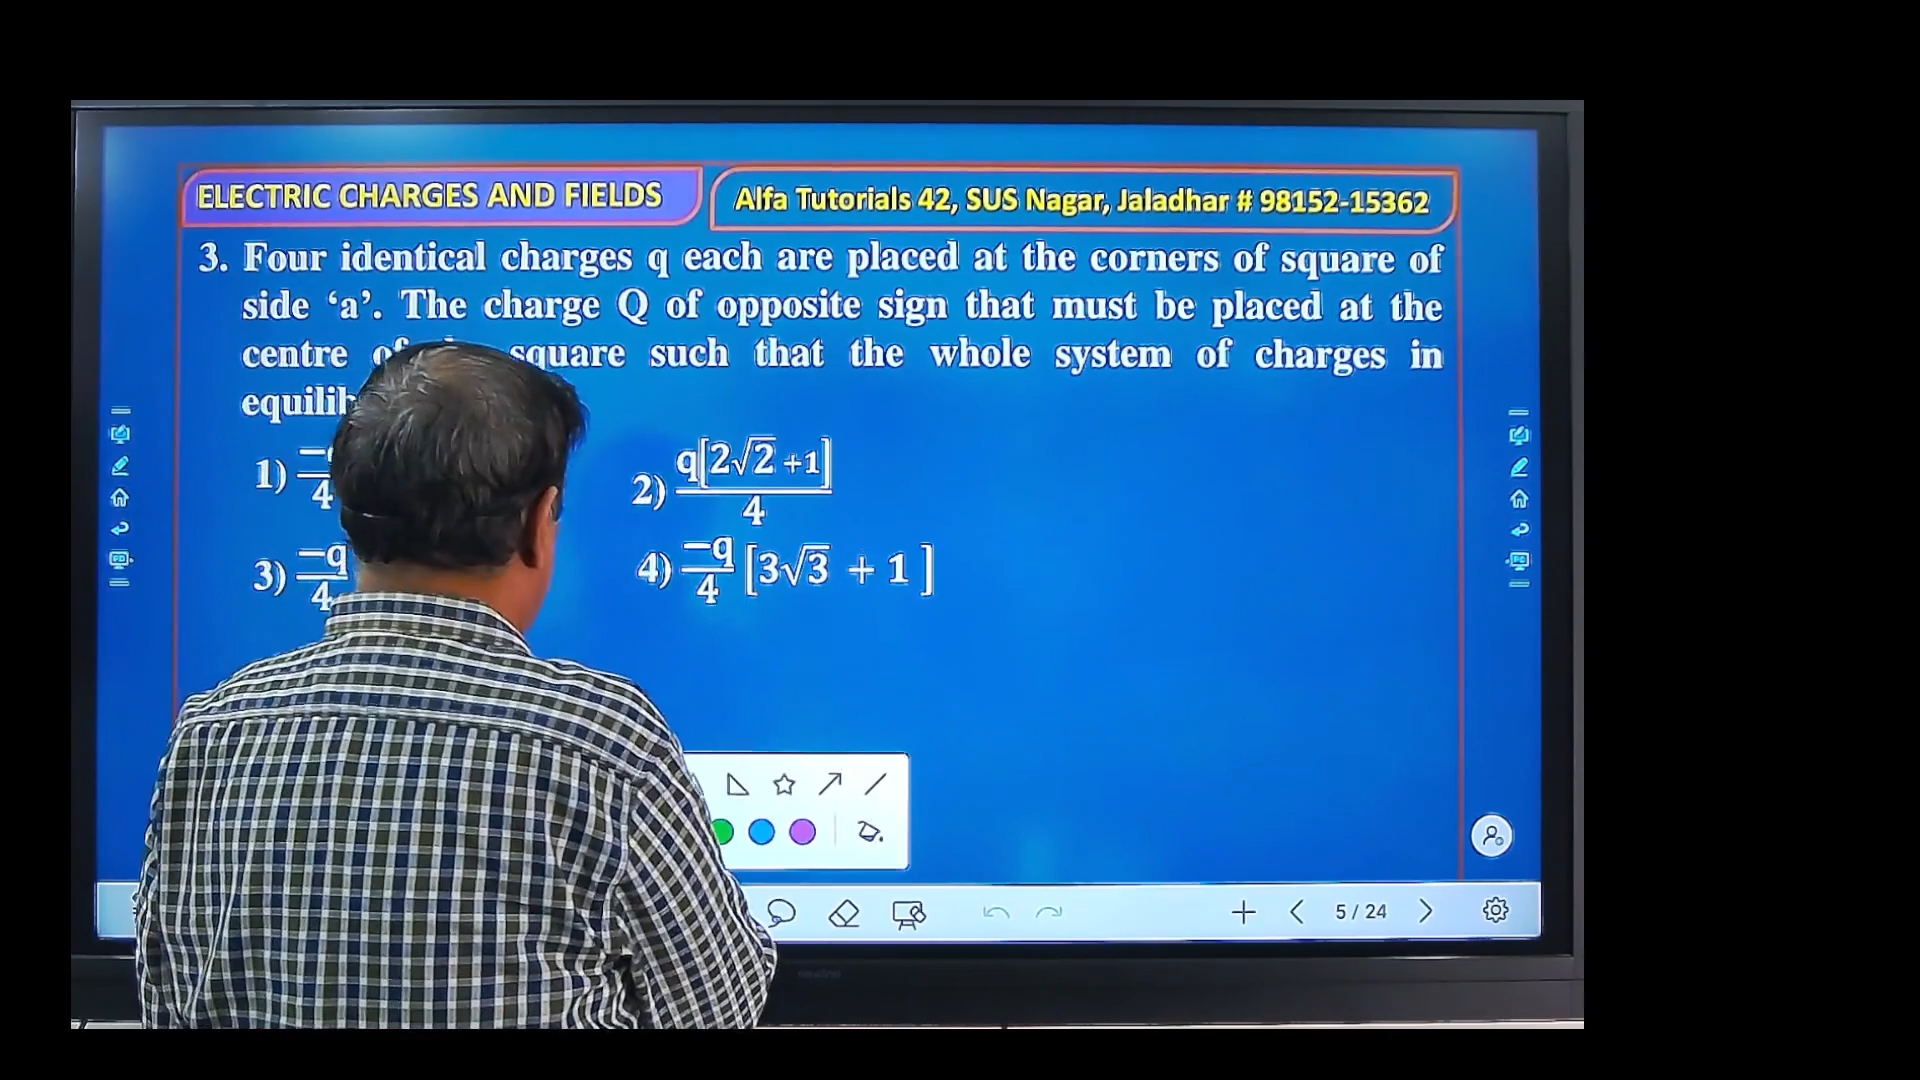 ELECTRIC CHARGES AND FIELDS
Alfa Tutorials 42, SUS Nagar, Jaladhar # 98152-15362
3. Four identical charges q each are placed at the corners of square of
side ‘a’. The charge Q of opposite sign that must be placed at the
centre square such that the whole system of charges in
1)
4
2) q[2√2 +1]
4
3) −q
4
4) −q/4 [3√3 + 1 ]
5 / 24